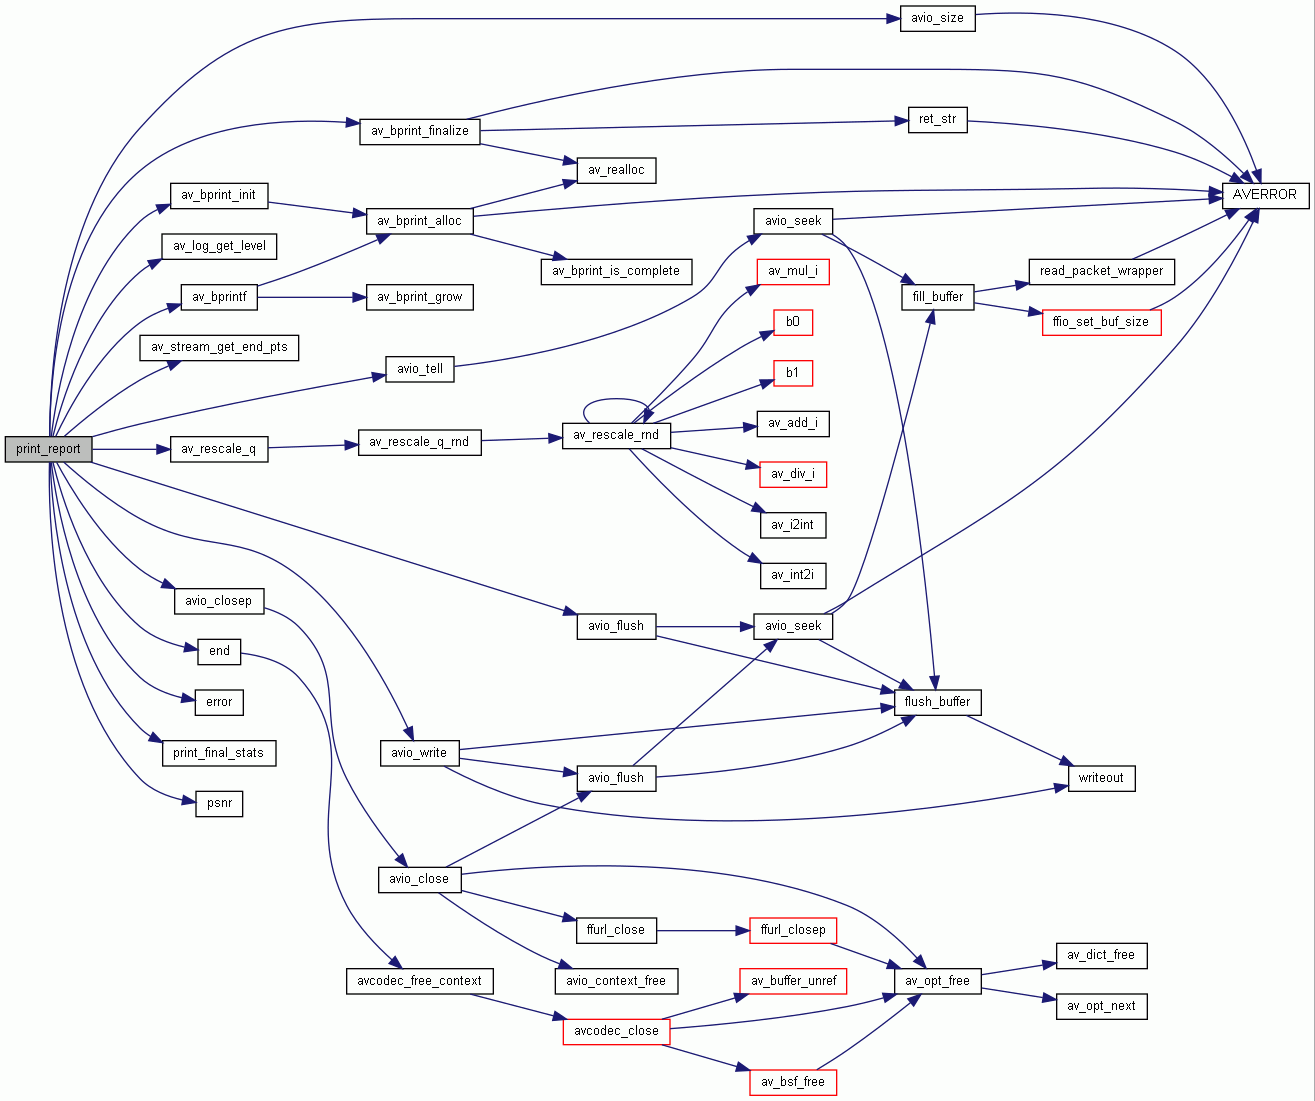 avio_size
ret_str
av_bprint_finalize
av_realloc
AVERROR
av_bprint_init
av_bprint_alloc
avio_seek
av_log_get_level
av_bprint_is_complete
av_mul_i
read_packet_wrapper
av_bprintf
av_bprint_grow
fill_buffer
b0
ffio_set_buf_size
av_stream_get_end_pts
avio_tell
b1
av_add_i
print_report
av_rescale_q
av_rescale_q_rnd
av_rescale_rnd
av_div_i
av_i2int
av_int2i
avio_closep
avio_flush
avio_seek
end
error
flush_buffer
print_final_stats
avio_write
avio_flush
writeout
psnr
avio_close
ffurl_close
ffurl_closep
av_dict_free
avcodec_free_context
avio_context_free
av_buffer_unref
av_opt_free
av_opt_next
avcodec_close
av_bsf_free